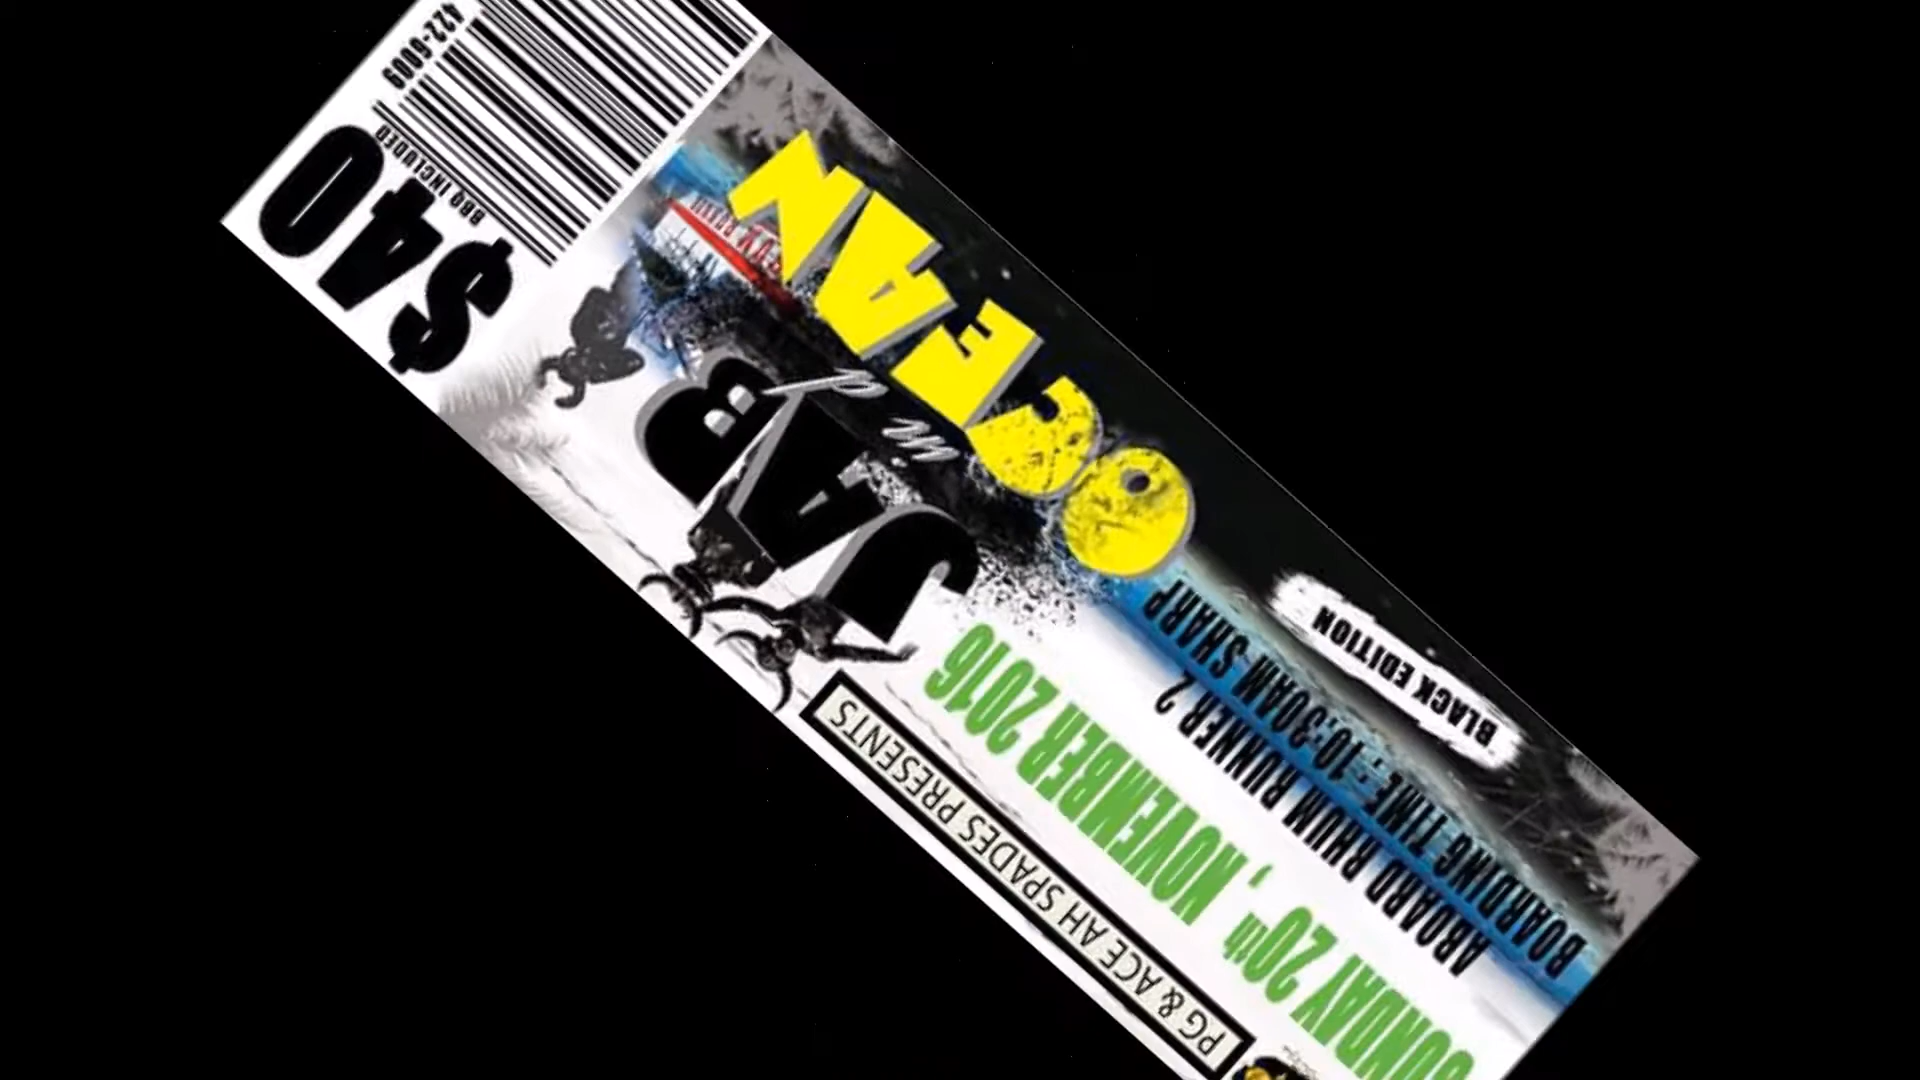 PG & ACE AH SPADES PRESENTS
SUNDAY 20th, NOVEMBER 2016
ABOARD RHUM RUNNER 2
BOARDING TIME : 10:30AM SHARP
BLACK EDITION
JAB
in d
OCEAN
$40
BBQ INCLUDED
422-6009